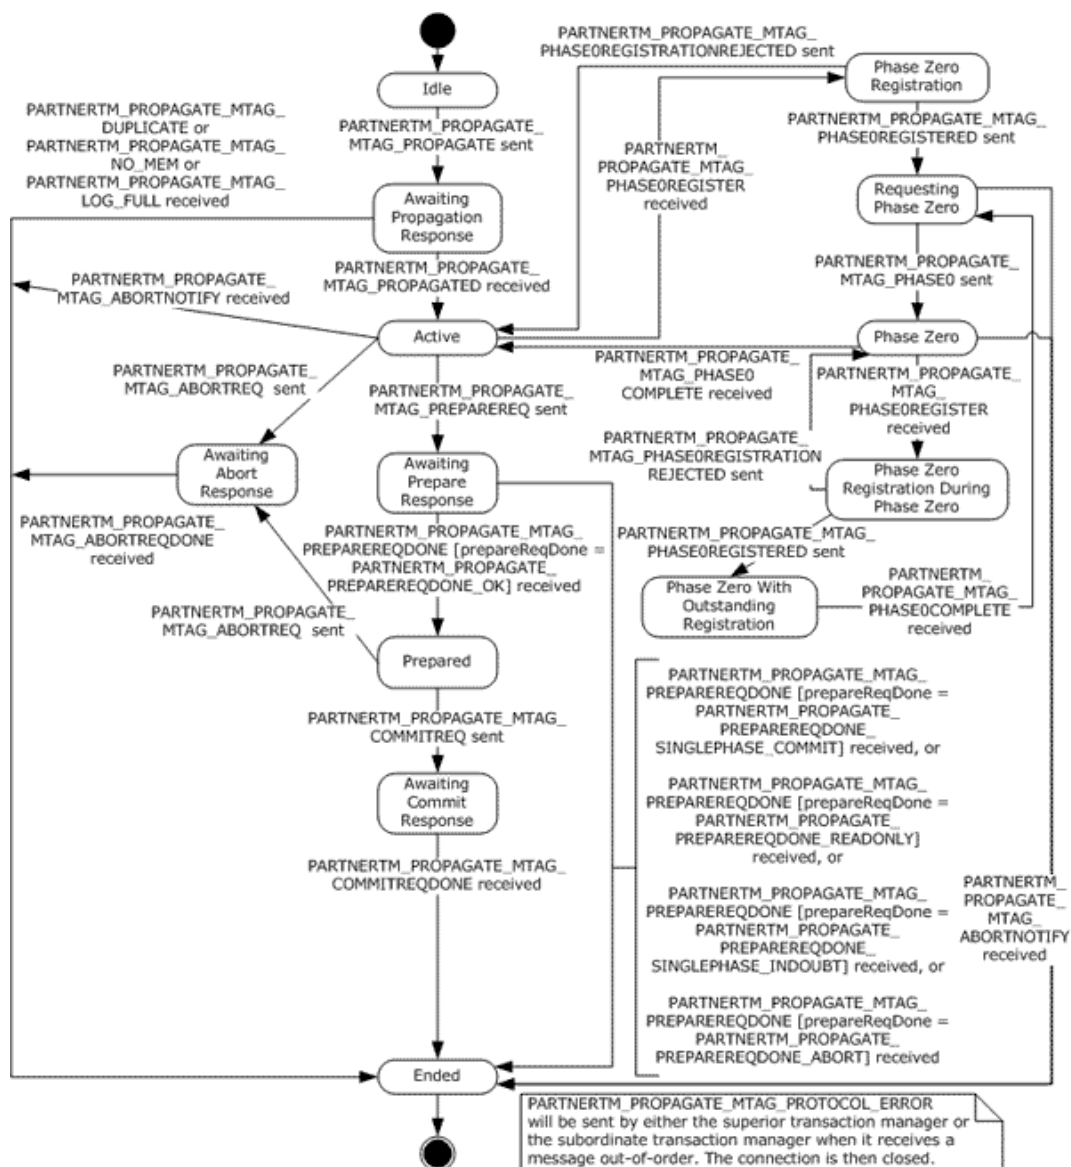 PARTNERTM_PROPAGATE_MTAG_
PHASE0REGISTRATIONREJECTED sent
Idle
Phase Zero
Registration
PARTNERTM_PROPAGATE_MTAG_
DUPLICATE or
PARTNERTM_PROPAGATE_MTAG_
NO_MEM or
PARTNERTM_PROPAGATE_MTAG_
LOG_FULL received
PARTNERTM_PROPAGATE_
MTAG_PROPAGATE sent
PARTNERTM_
PROPAGATE_MTAG_
PHASE0REGISTER
received
PARTNERTM_PROPAGATE_MTAG_
PHASE0REGISTERED sent
Awaiting
Propagation
Response
Requesting
Phase Zero
PARTNERTM_PROPAGATE_
MTAG_ABORTNOTIFY received
PARTNERTM_PROPAGATE_
MTAG_PROPAGATED received
PARTNERTM_PROPAGATE_
MTAG_PHASE0 sent
Active
Phase Zero
PARTNERTM_PROPAGATE_
MTAG_ABORTREQ sent
PARTNERTM_PROPAGATE_
MTAG_PREPAREREQ sent
PARTNERTM_PROPAGATE_
MTAG_PHASE0
COMPLETE received
PARTNERTM_PROPAGATE_
MTAG_
PHASE0REGISTER
received
Awaiting
Abort
Response
Awaiting
Prepare
Response
PARTNERTM_PROPAGATE_
MTAG_PHASE0REGISTRATION
REJECTED sent
Phase Zero
Registration During
Phase Zero
PARTNERTM_PROPAGATE_
MTAG_ABORTREQDONE
received
PARTNERTM_PROPAGATE_MTAG_
PREPAREREQDONE [prepareReqDone =
PARTNERTM_PROPAGATE_
PREPAREREQDONE_OK] received
PARTNERTM_PROPAGATE_MTAG_
PHASE0REGISTERED sent
PARTNERTM_PROPAGATE_
MTAG_ABORTREQ sent
Phase Zero With
Outstanding
Registration
PARTNERTM_
PROPAGATE_MTAG_
PHASE0COMPLETE
received
Prepared
PARTNERTM_PROPAGATE_MTAG_
COMMITREQ sent
Awaiting
Commit
Response
PARTNERTM_PROPAGATE_MTAG_
COMMITREQDONE received
PARTNERTM_PROPAGATE_MTAG_
PREPAREREQDONE [prepareReqDone =
PARTNERTM_PROPAGATE_
PREPAREREQDONE_
SINGLEPHASE_COMMIT] received, or
PARTNERTM_PROPAGATE_MTAG_
PREPAREREQDONE [prepareReqDone =
PARTNERTM_PROPAGATE_
PREPAREREQDONE_READONLY]
received, or
PARTNERTM_PROPAGATE_MTAG_
PREPAREREQDONE [prepareReqDone =
PARTNERTM_PROPAGATE_
PREPAREREQDONE_
SINGLEPHASE_INDOUBT] received, or
PARTNERTM_PROPAGATE_MTAG_
PREPAREREQDONE [prepareReqDone =
PARTNERTM_PROPAGATE_
PREPAREREQDONE_ABORT] received
PARTNERTM_
PROPAGATE_
MTAG_
ABORTNOTIFY
received
Ended
PARTNERTM_PROPAGATE_MTAG_PROTOCOL_ERROR
will be sent by either the superior transaction manager or
the subordinate transaction manager when it receives a
message out-of-order. The connection is then closed.